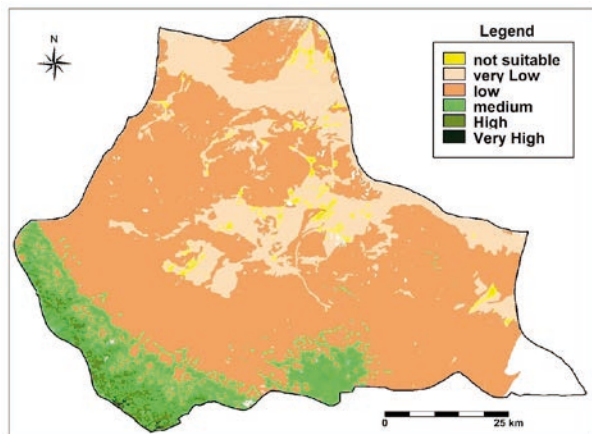 N
Legend
not suitable
very Low
low
medium
High
Very High
0
25 km